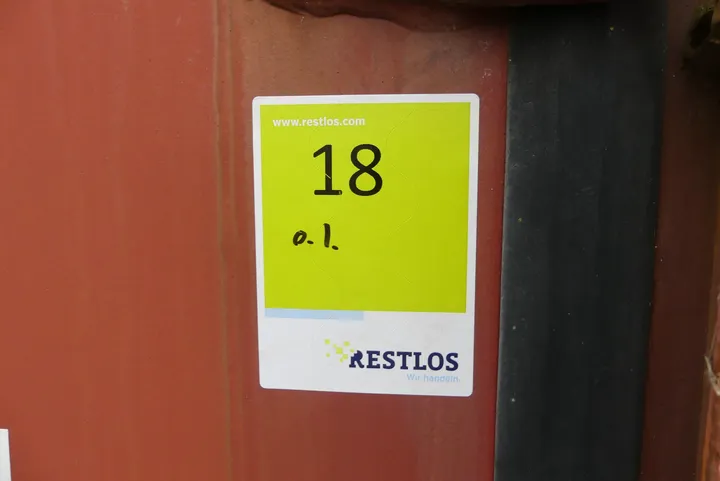 www.restlos.com
18
o. l.
RESTLOS
Wir handeln.